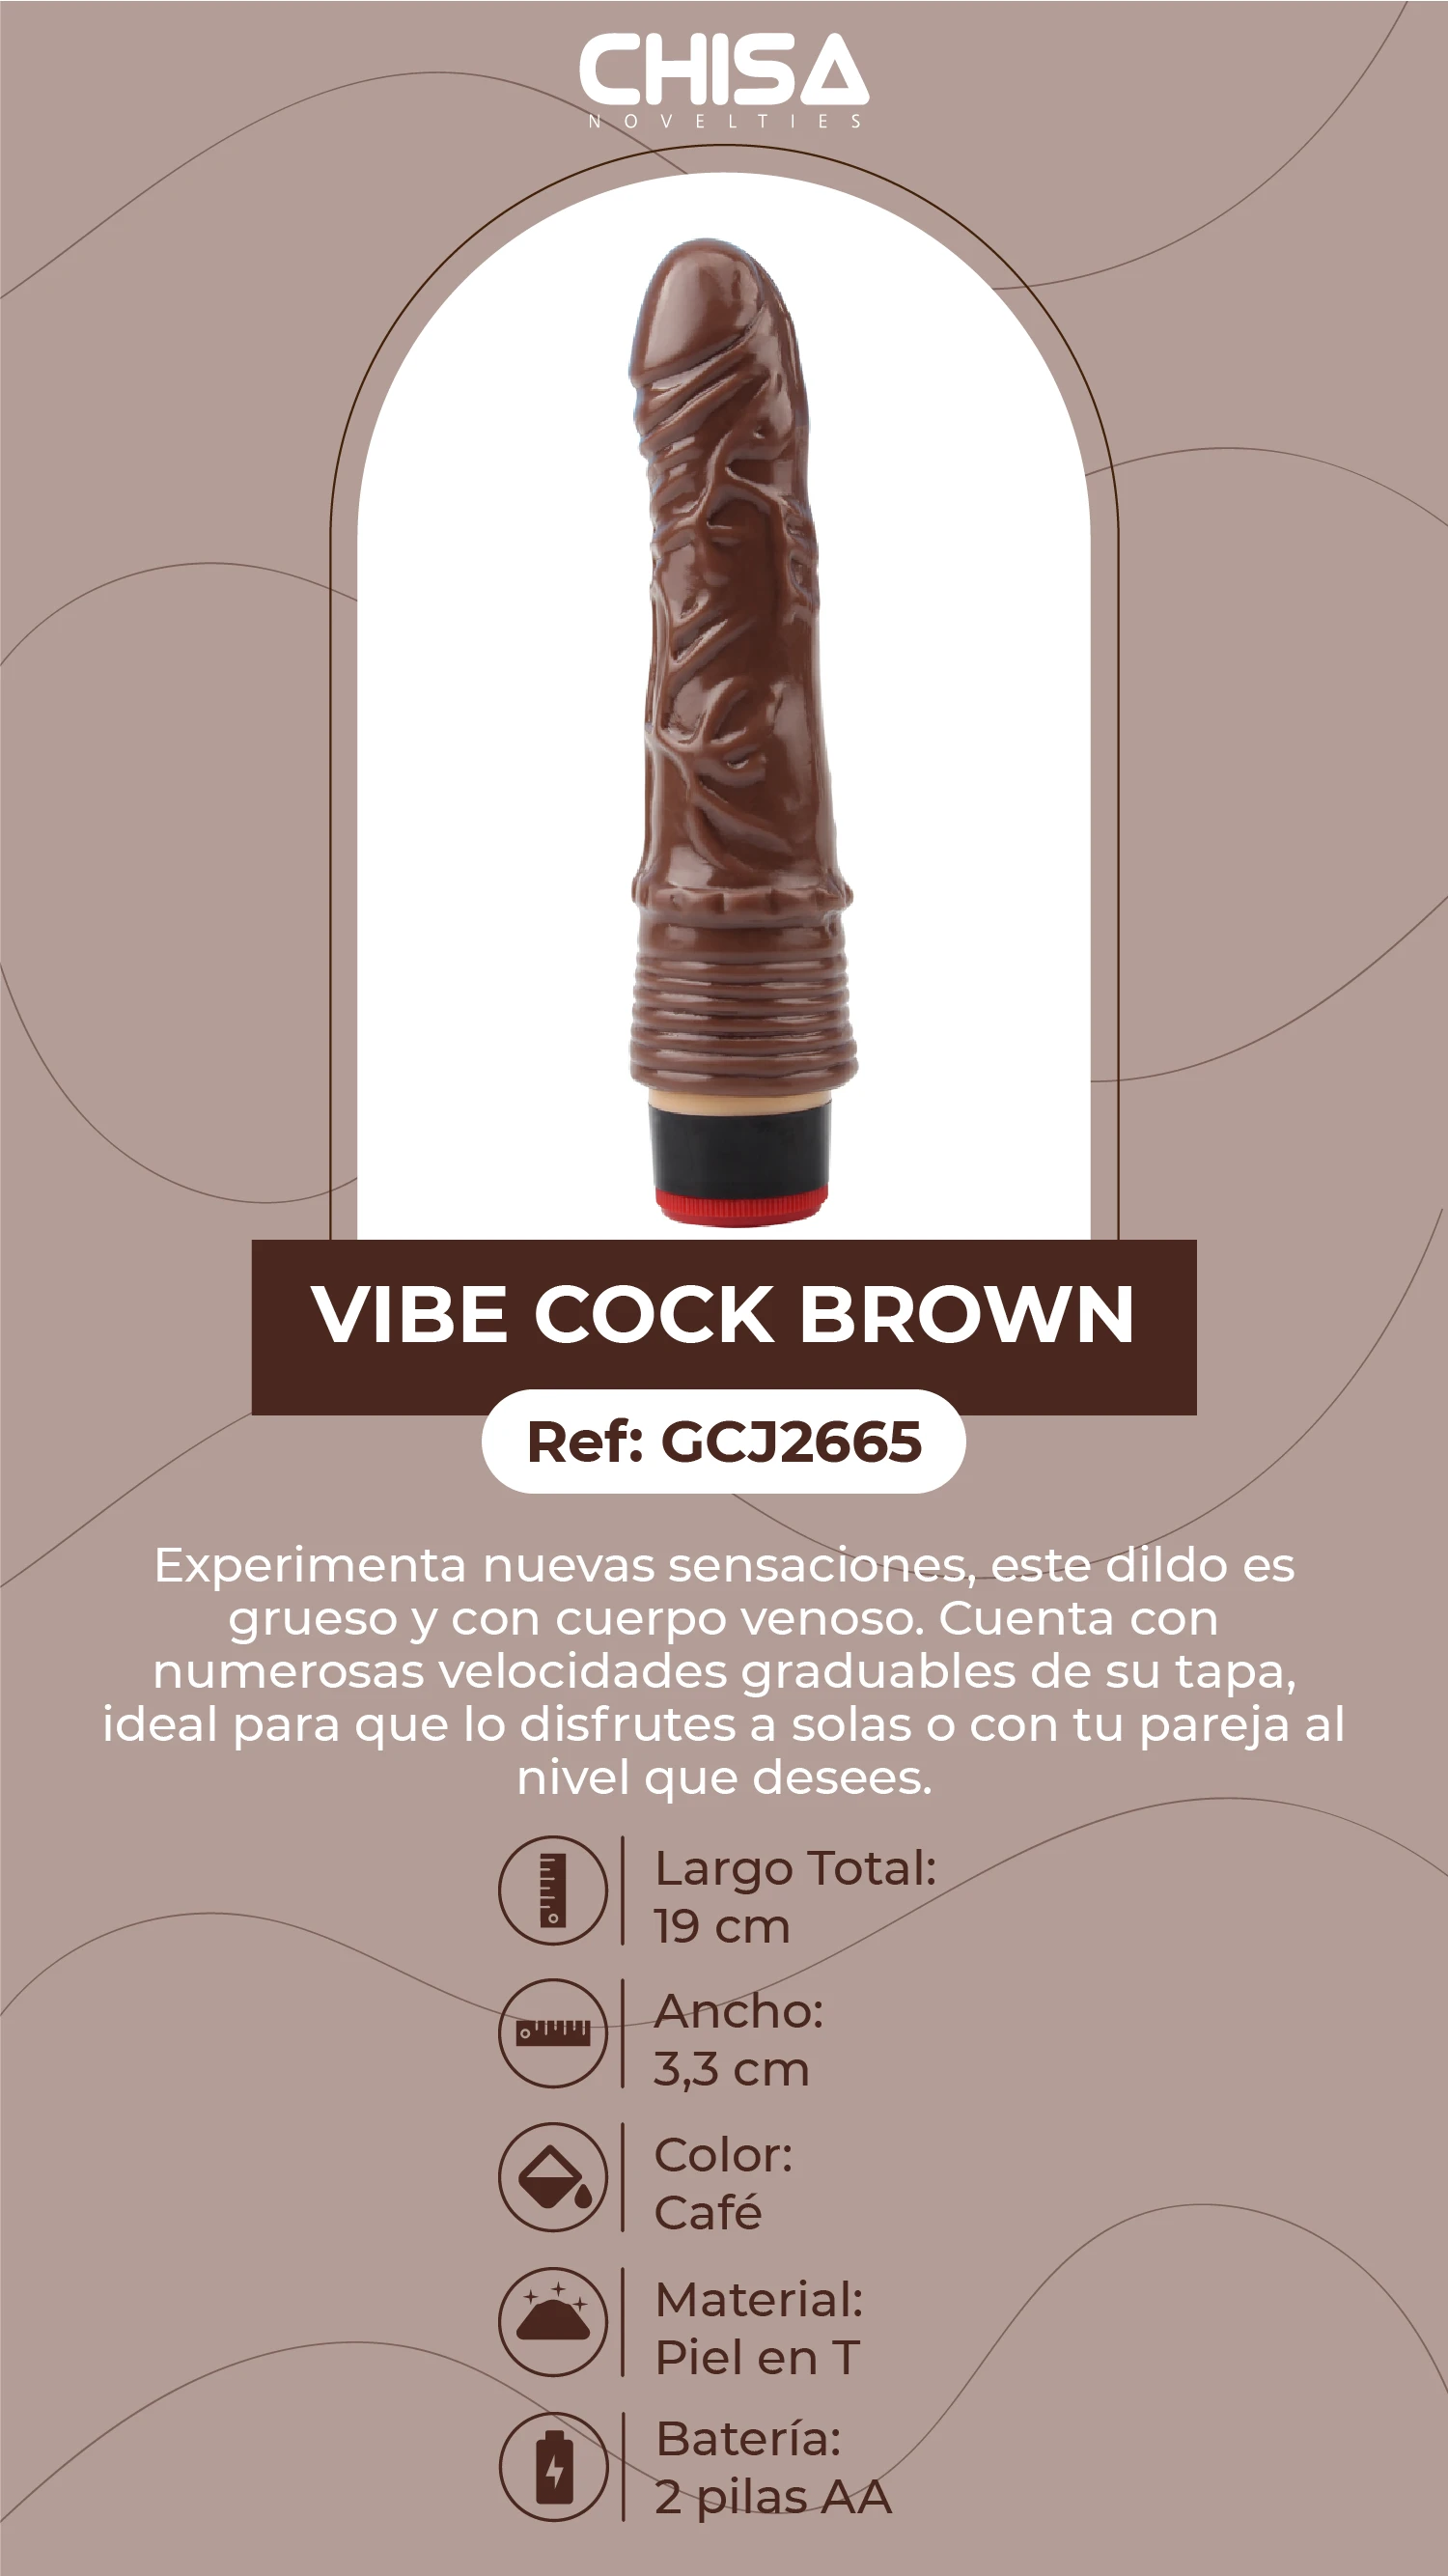 CHISA
NOVELTIES
VIBE COCK BROWN
Ref: GCJ2665
Experimenta nuevas sensaciones, este dildo es
grueso y con cuerpo venoso. Cuenta con
numerosas velocidades graduables de su tapa,
ideal para que lo disfrutes a solas o con tu pareja al
nivel que desees.
Largo Total:
19 cm
Ancho:
3,3 cm
Color:
Café
Material:
Piel en T
Batería:
2 pilas AA